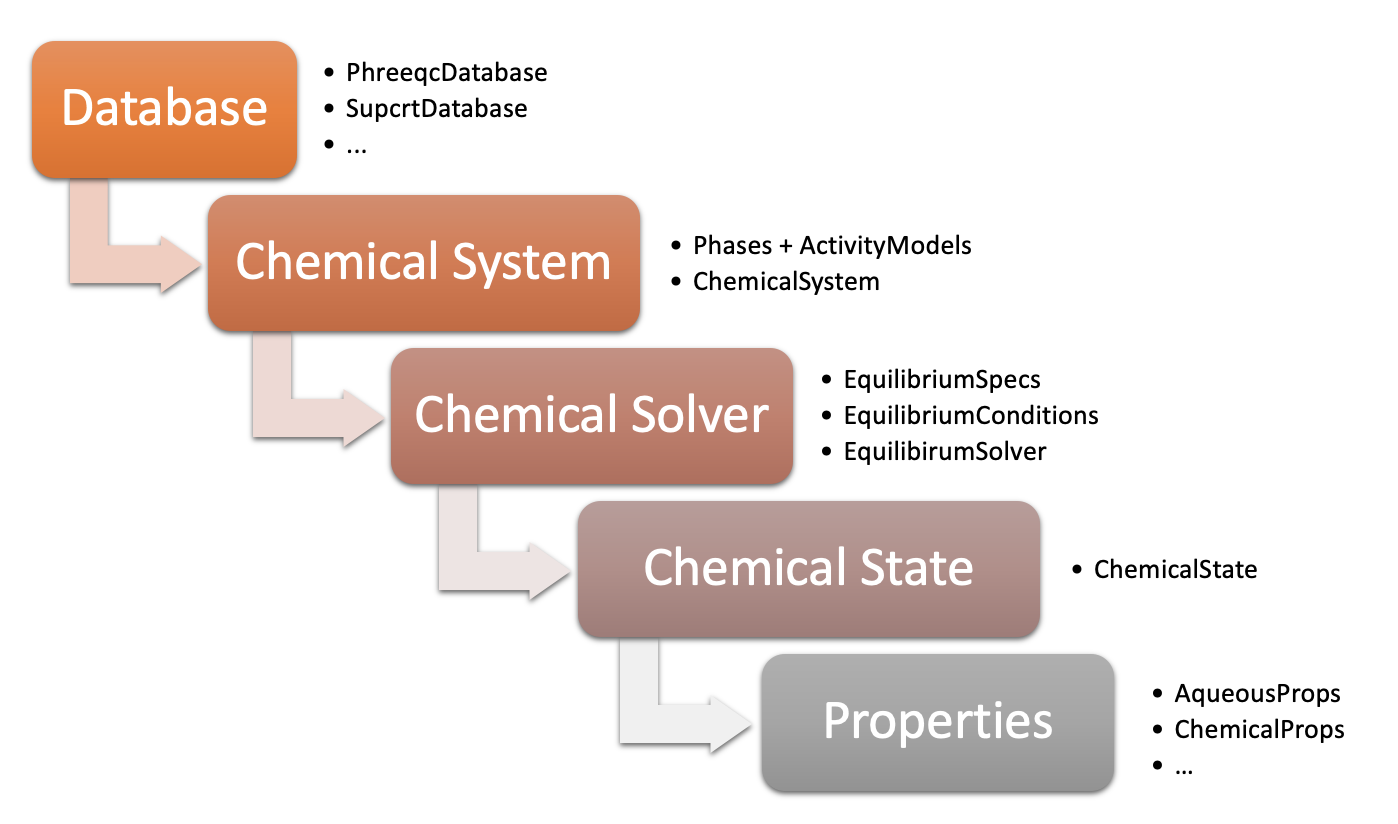 Database
• PhreeqcDatabase
• SupcrtDatabase
• ...
Chemical System
• Phases + ActivityModels
• ChemicalSystem
Chemical Solver
• EquilibriumSpecs
• EquilibriumConditions
• EquilibirumSolver
Chemical State
• ChemicalState
Properties
• AqueousProps
• ChemicalProps
• ...